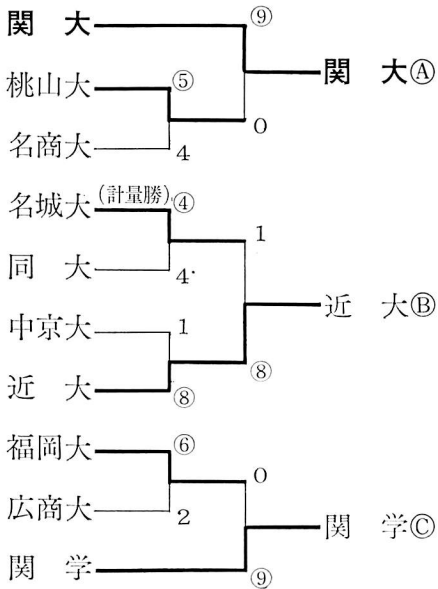 関 大 ⑨
関 大Ⓐ
桃山大 ⑤
0
名商大 4
名城大 (計量勝) ④
1
同 大 4.
近 大Ⓑ
中京大 1
⑧
近 大 ⑧
福岡大 ⑥
0
広商大 2
関 学Ⓒ
関 学 ⑨